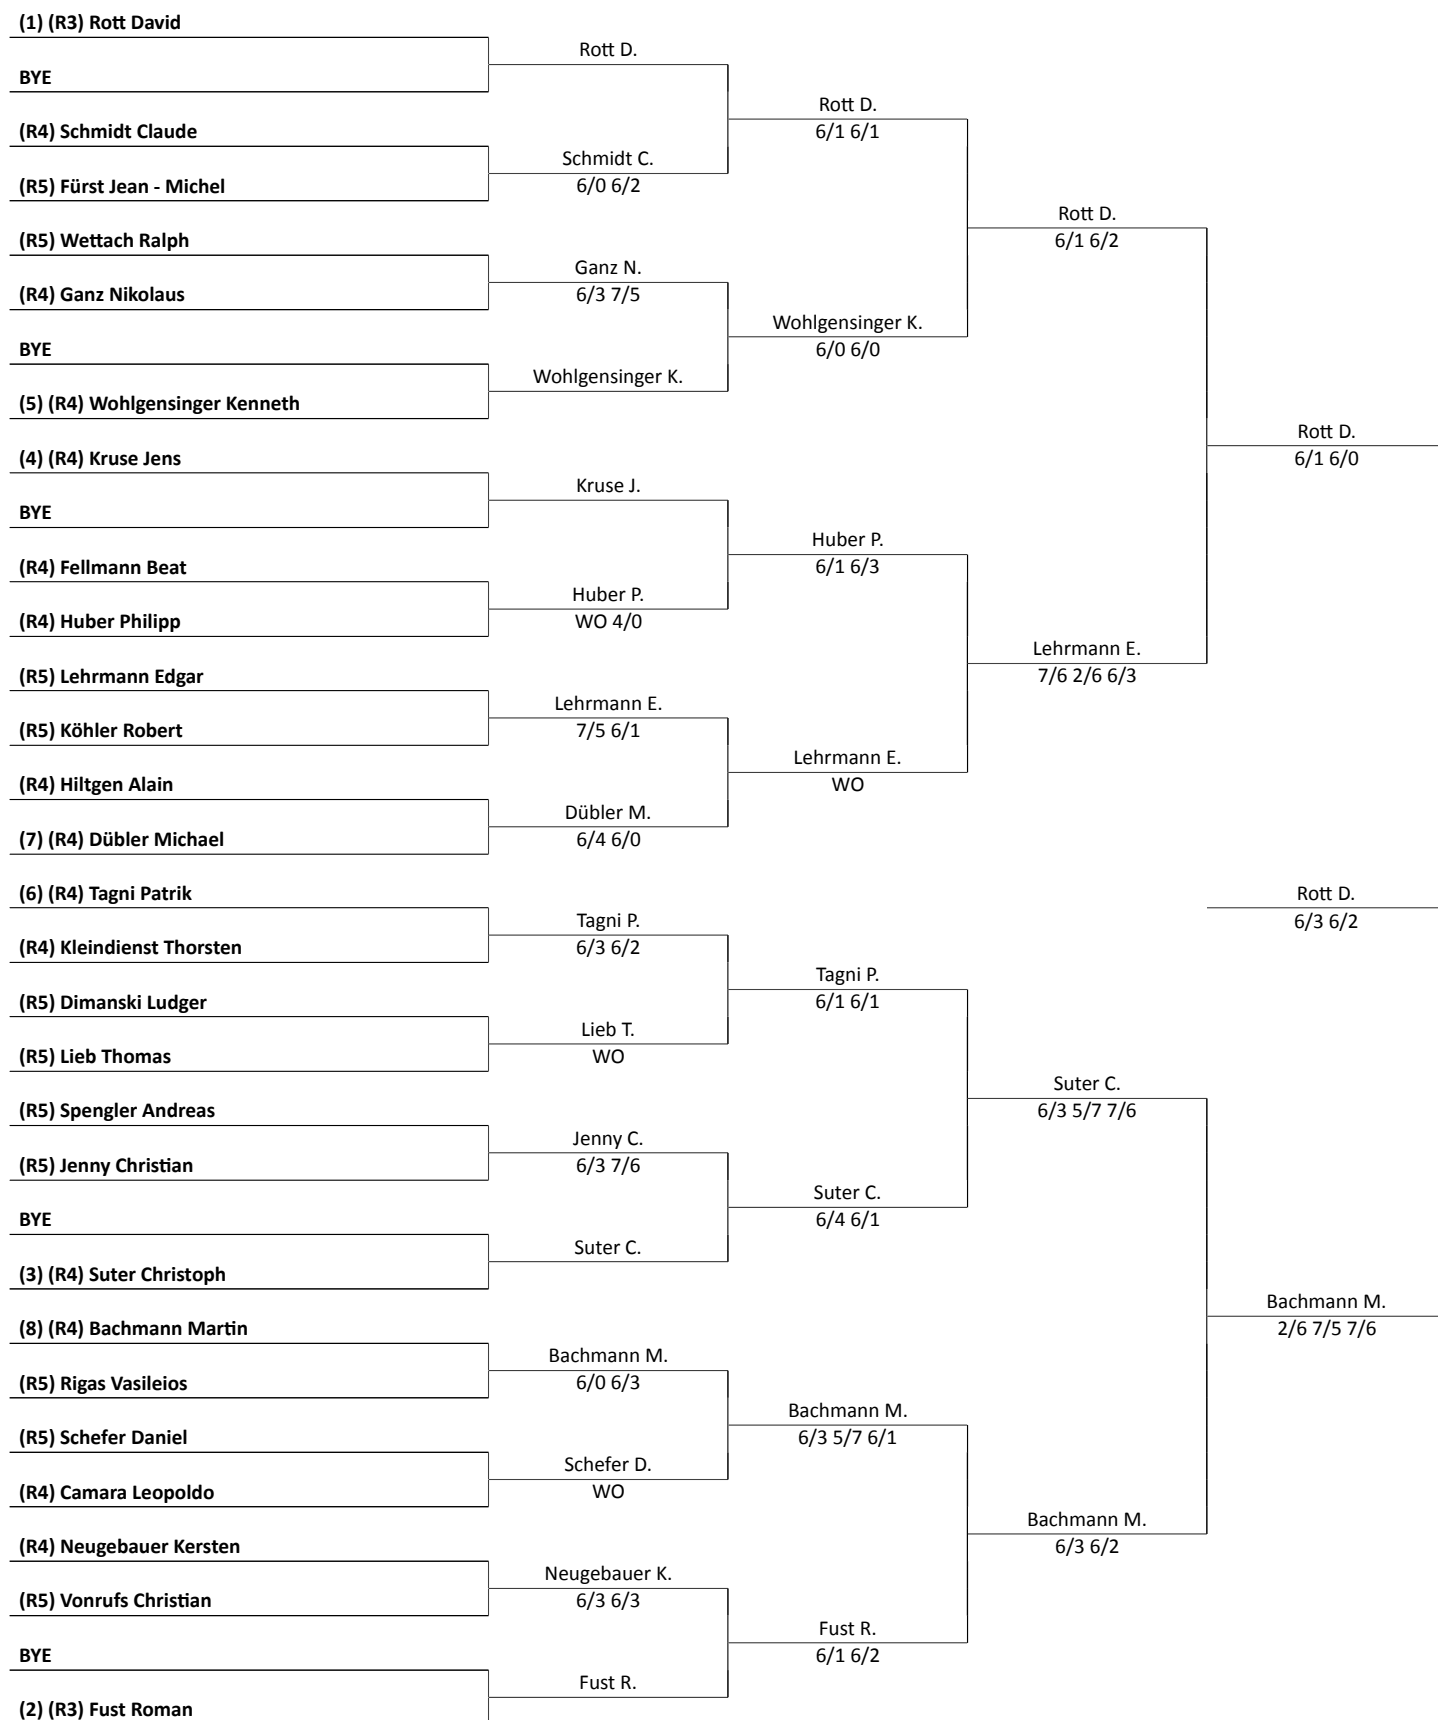 (1) (R3) Rott David
Rott D.
BYE
Rott D.
6/1 6/1
(R4) Schmidt Claude
Schmidt C.
6/0 6/2
(R5) Fürst Jean - Michel
Rott D.
6/1 6/2
(R5) Wettach Ralph
Ganz N.
6/3 7/5
(R4) Ganz Nikolaus
Wohlgensinger K.
6/0 6/0
BYE
Wohlgensinger K.
(5) (R4) Wohlgensinger Kenneth
Rott D.
6/1 6/0
(4) (R4) Kruse Jens
Kruse J.
BYE
Huber P.
6/1 6/3
(R4) Fellmann Beat
Huber P.
WO 4/0
(R4) Huber Philipp
Lehrmann E.
7/6 2/6 6/3
(R5) Lehrmann Edgar
Lehrmann E.
7/5 6/1
(R5) Köhler Robert
Lehrmann E.
WO
(R4) Hiltgen Alain
Dübler M.
6/4 6/0
(7) (R4) Dübler Michael
(6) (R4) Tagni Patrik
Rott D.
6/3 6/2
Tagni P.
6/3 6/2
(R4) Kleindienst Thorsten
Tagni P.
6/1 6/1
(R5) Dimanski Ludger
Lieb T.
WO
(R5) Lieb Thomas
Suter C.
6/3 5/7 7/6
(R5) Spengler Andreas
Jenny C.
6/3 7/6
(R5) Jenny Christian
Suter C.
6/4 6/1
BYE
Suter C.
(3) (R4) Suter Christoph
Bachmann M.
2/6 7/5 7/6
(8) (R4) Bachmann Martin
Bachmann M.
6/0 6/3
(R5) Rigas Vasileios
Bachmann M.
6/3 5/7 6/1
(R5) Schefer Daniel
Schefer D.
WO
(R4) Camara Leopoldo
Bachmann M.
6/3 6/2
(R4) Neugebauer Kersten
Neugebauer K.
6/3 6/3
(R5) Vonrufs Christian
Fust R.
6/1 6/2
BYE
Fust R.
(2) (R3) Fust Roman